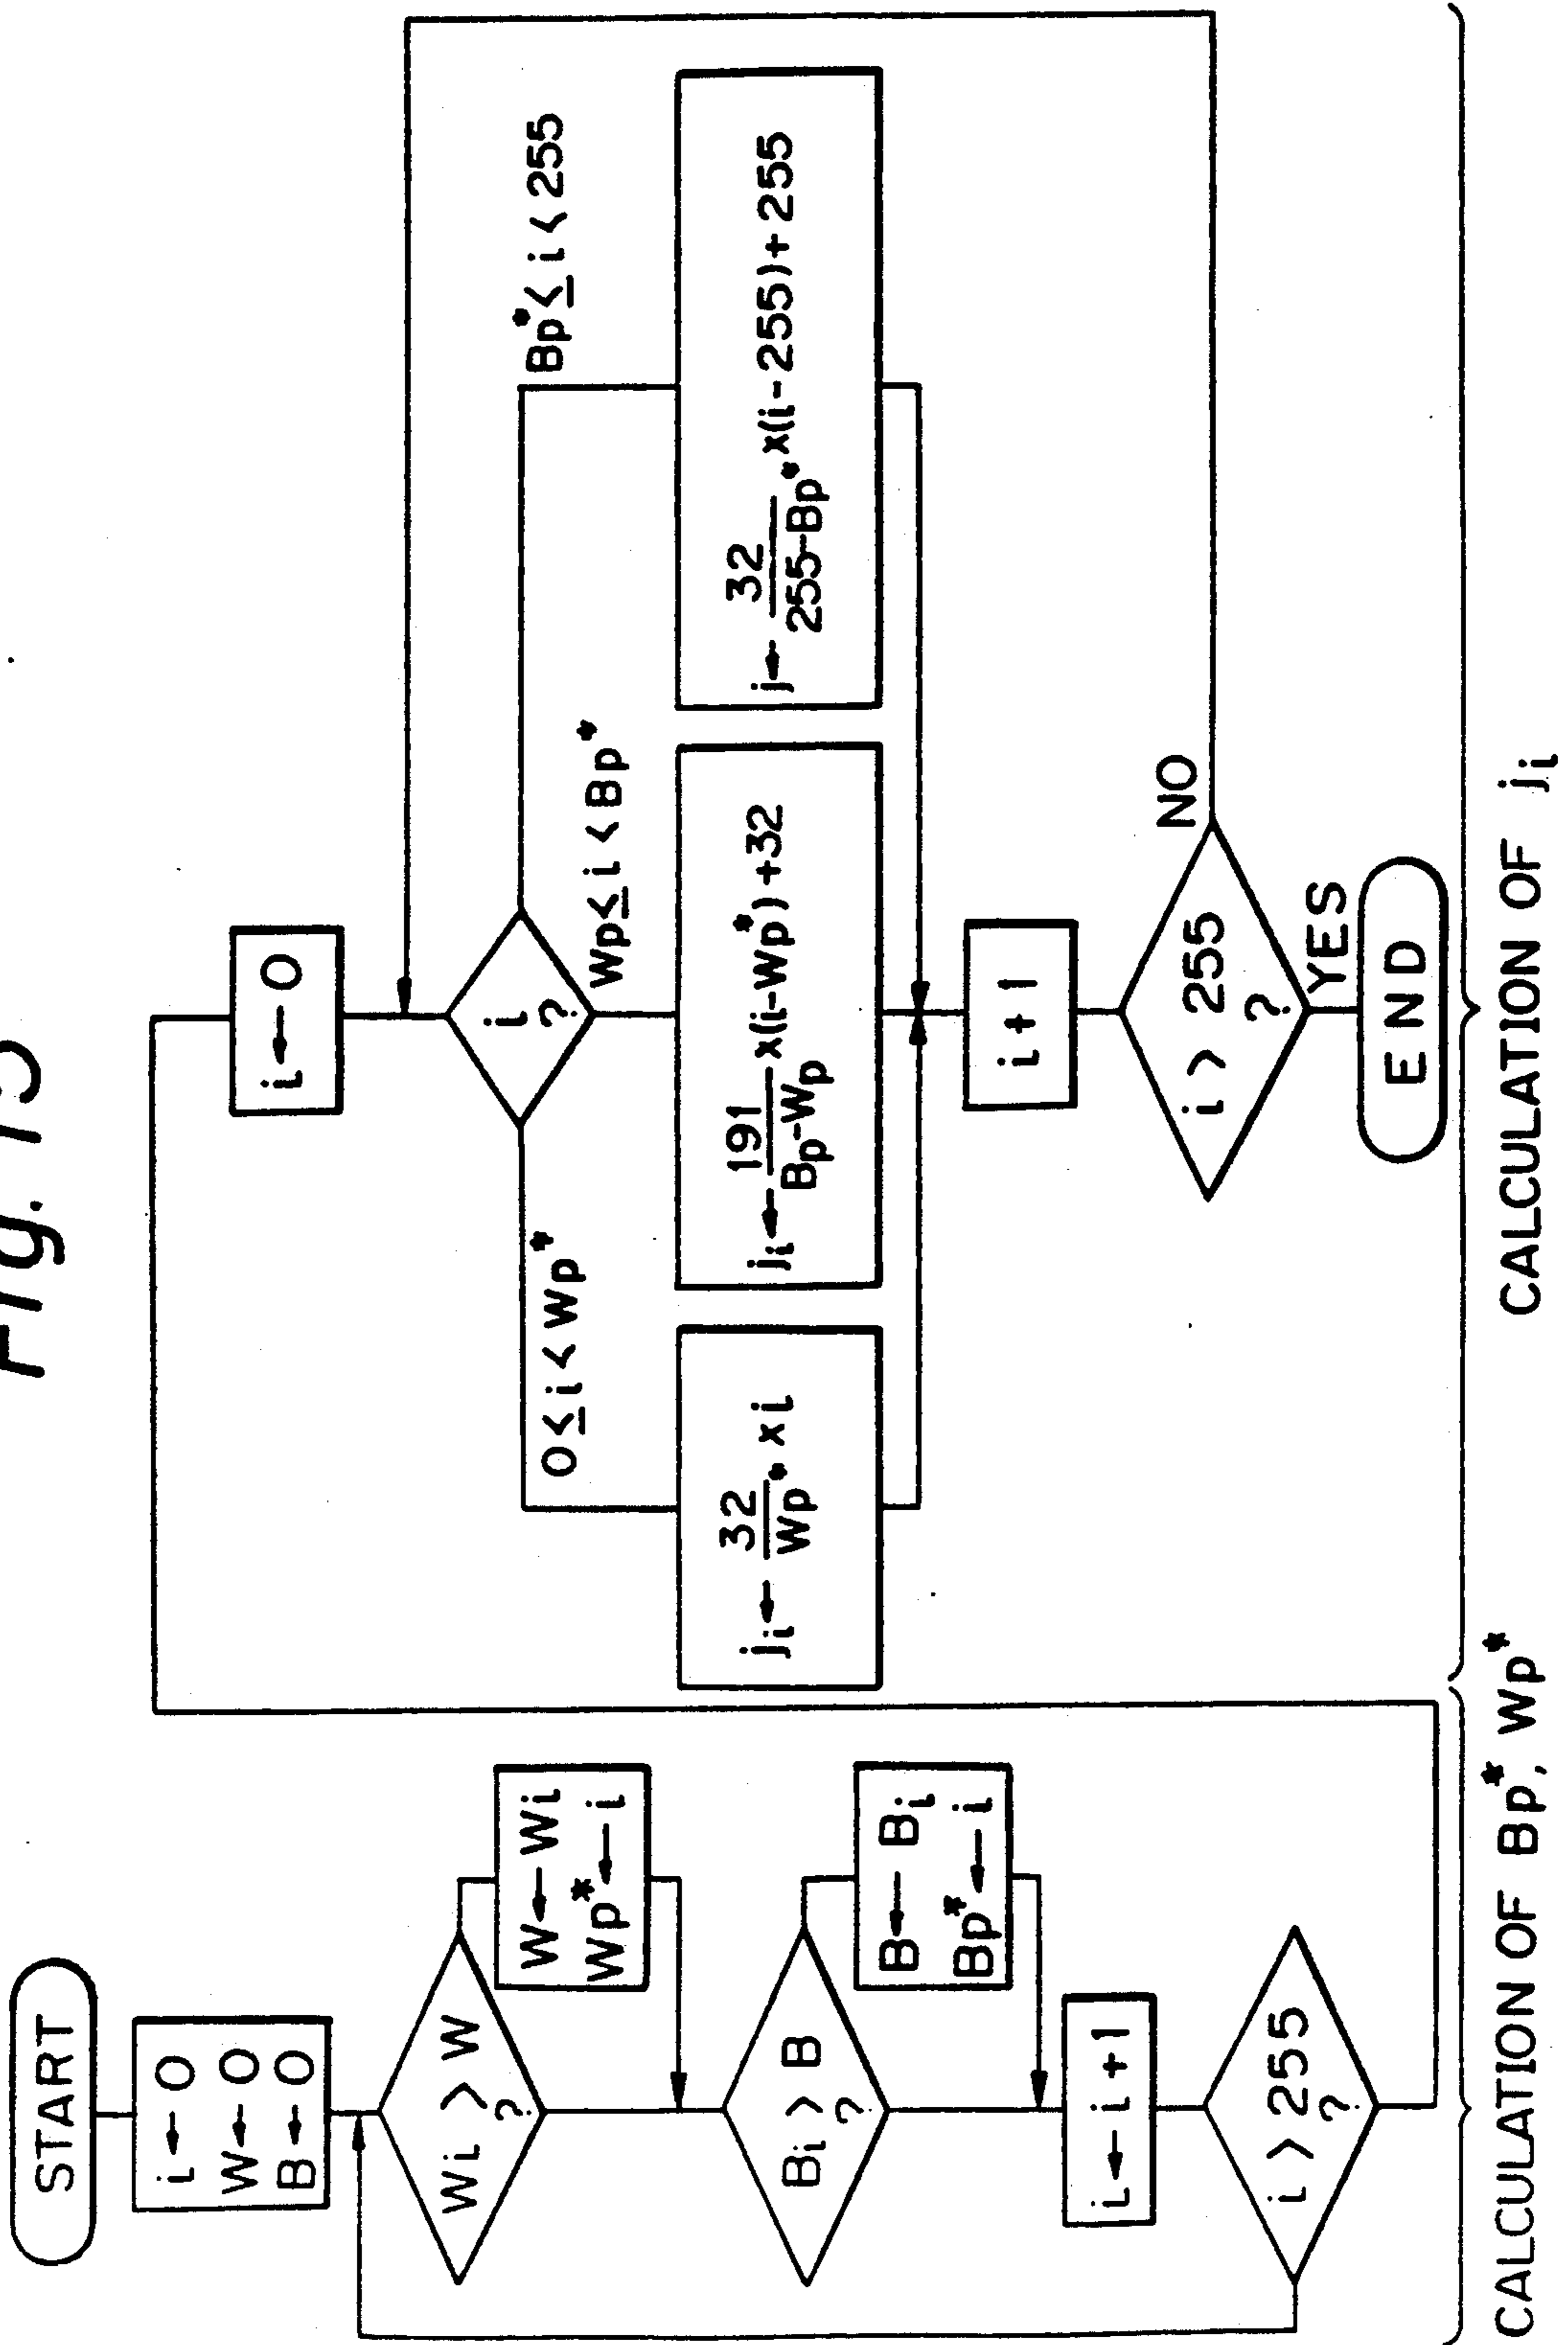 Fig. 15
START
i ← 0
W ← 0
B ← 0
Wi > W
?
W ← Wi
Wp* ← i
Bi > B
?
B ← Bi
Bp* ← i
i ← i + 1
i > 255
?
CALCULATION OF Bp*, Wp*
i ← 0
i
?
0 ≤ i < Wp*
Wp ≤ i < Bp*
Bp* ≤ i < 255
ji ← 32/Wp* x i
ji ← 191/Bp-Wp x(i-Wp*)+32
j ← 32/255-Bp* x(i-255)+255
i + 1
i > 255
?
NO
YES
END
CALCULATION OF ji